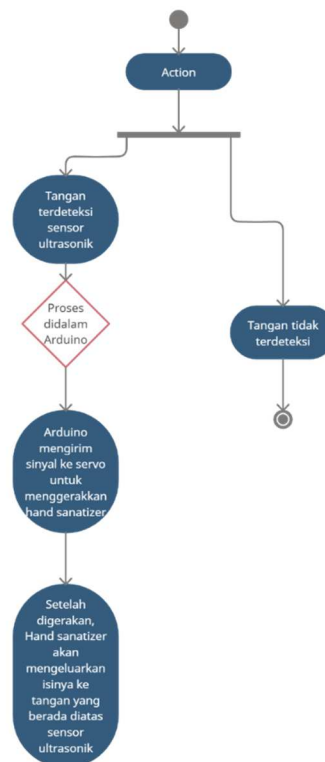 Action
Tangan
terdeteksi
sensor
ultrasonik
Proses
didalam
Arduino
Tangan tidak
terdeteksi
Arduino
mengirim
sinyal ke servo
untuk
menggerakkan
hand sanatizer
Setelah
digerakan,
Hand sanatizer
akan
mengeluarkan
isinya ke
tangan yang
berada diatas
sensor
ultrasonik